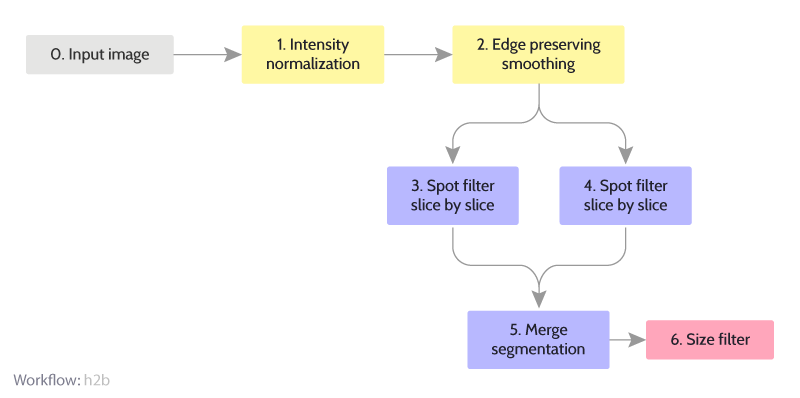 0. Input image
1. Intensity
normalization
2. Edge preserving
smoothing
3. Spot filter
slice by slice
4. Spot filter
slice by slice
5. Merge
segmentation
6. Size filter
Workflow: h2b